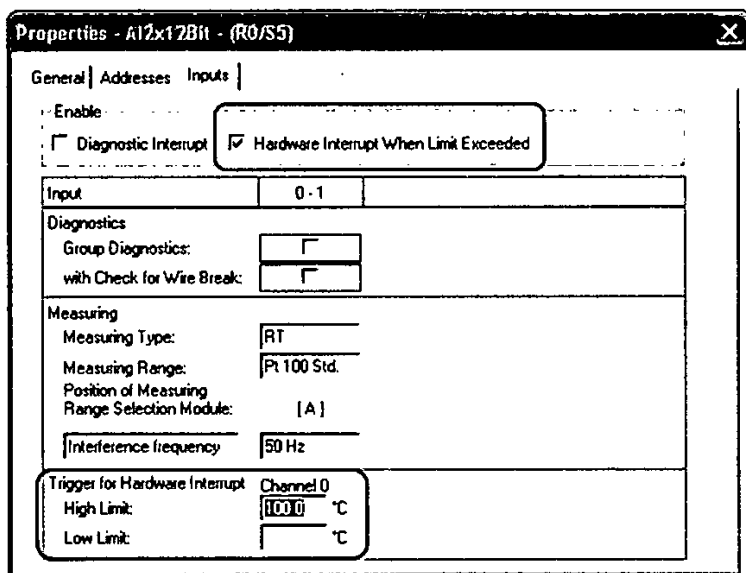 Properties - AI2x12Bit - (R0/S5)
General Addresses Inputs
Enable
Diagnostic Interrupt Hardware Interrupt When Limit Exceeded
Input 0 - 1
Diagnostics
Group Diagnostics:
with Check for Wire Break:
Measuring
Measuring Type: RT
Measuring Range: Pt 100 Std.
Position of Measuring
Range Selection Module: [A]
Interference frequency 50 Hz
Trigger for Hardware Interrupt Channel 0
High Limit: 100.0 °C
Low Limit: °C